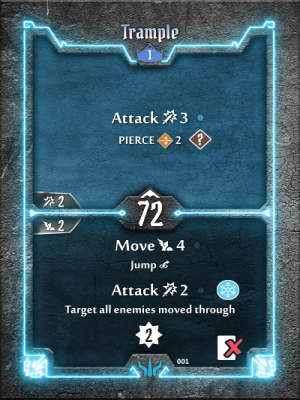 Trample
1
Attack 3
PIERCE 2 ?
2
72
2
Move 4
Jump
Attack 2
Target all enemies moved through
2
001